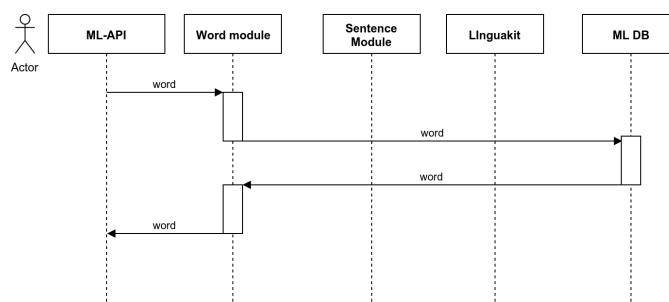 ML-API
Word module
Sentence
Module
LInguakit
ML DB
Actor
word
word
word
word